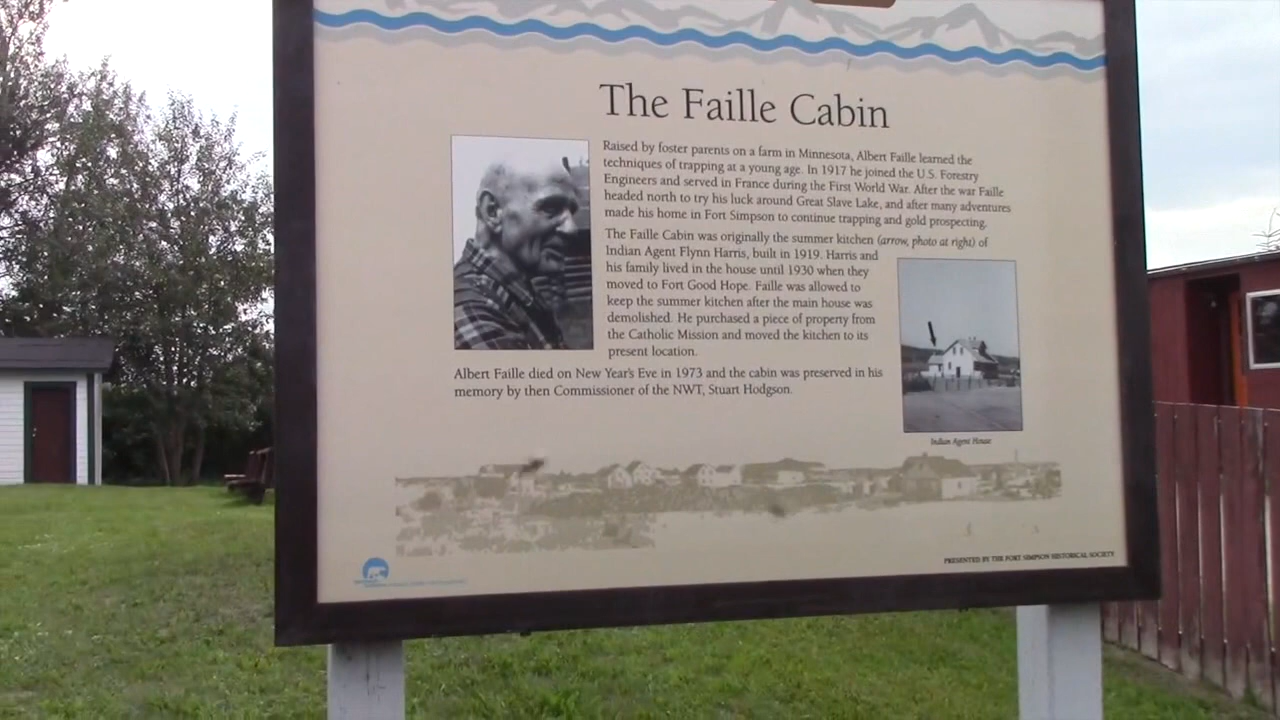 The Faille Cabin
Raised by foster parents on a farm in Minnesota, Albert Faille learned the
techniques of trapping at a young age. In 1917 he joined the U.S. Forestry
Engineers and served in France during the First World War. After the war Faille
headed north to try his luck around Great Slave Lake, and after many adventures
made his home in Fort Simpson to continue trapping and gold prospecting.
The Faille Cabin was originally the summer kitchen (arrow, photo at right) of
Indian Agent Flynn Harris, built in 1919. Harris and
his family lived in the house until 1930 when they
moved to Fort Good Hope. Faille was allowed to
keep the summer kitchen after the main house was
demolished. He purchased a piece of property from
the Catholic Mission and moved the kitchen to its
present location.
Albert Faille died on New Year's Eve in 1973 and the cabin was preserved in his
memory by then Commissioner of the NWT, Stuart Hodgson.
Indian Agent House
PRESENTED BY THE FORT SIMPSON HISTORICAL SOCIETY